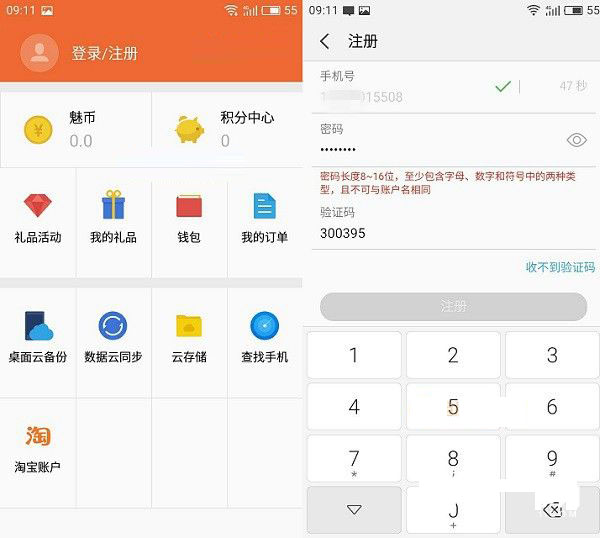 09:11
55
登录/注册
魅币
0.0
积分中心
0
礼品活动
我的礼品
钱包
我的订单
桌面云备份
数据云同步
云存储
查找手机
淘
淘宝账户
09:11
55
注册
手机号
015508
47 秒
密码
••••••••
密码长度8~16位，至少包含字母、数字和符号中的两种类
型，且不可与账户名相同
验证码
300395
收不到验证码
注册
1
2
3
4
5
6
7
*
8
;
9
#
+